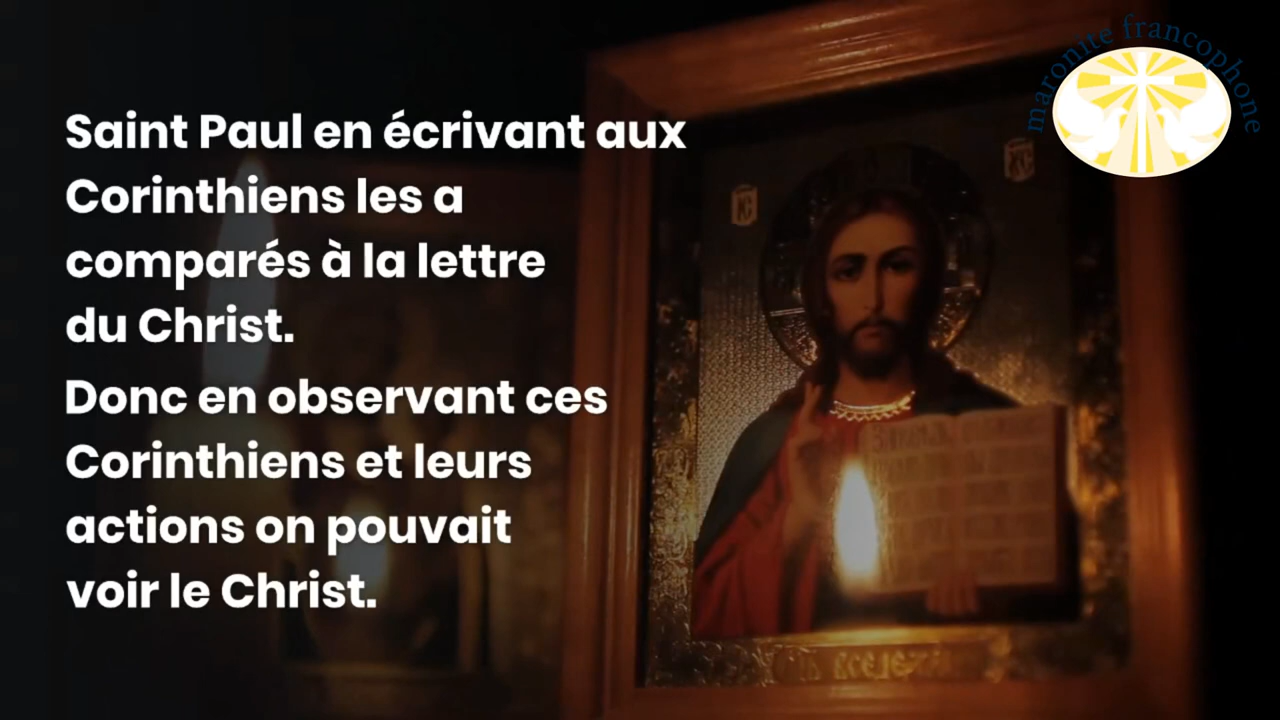 Saint Paul en écrivant aux
Corinthiens les a
comparés à la lettre
du Christ.
Donc en observant ces
Corinthiens et leurs
actions on pouvait
voir le Christ.
maronite francophone